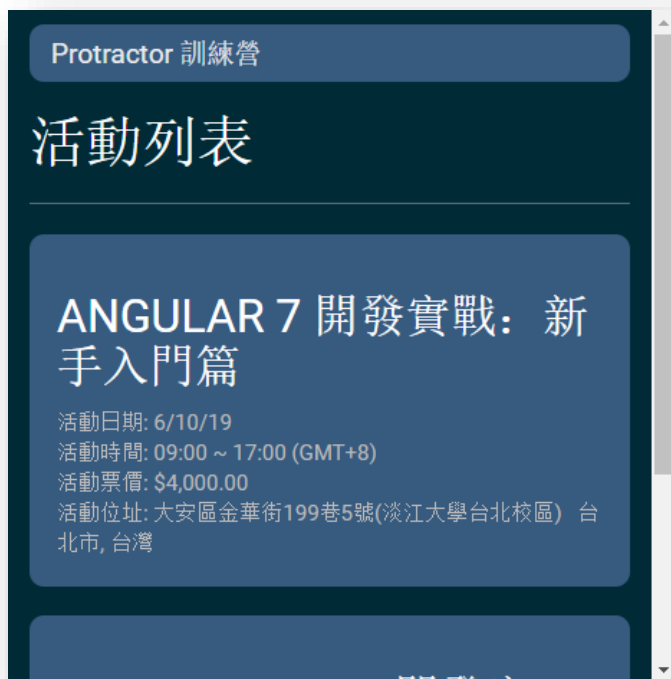 Protractor 訓練營
活動列表
ANGULAR 7 開發實戰：新
手入門篇
活動日期: 6/10/19
活動時間: 09:00 ~ 17:00 (GMT+8)
活動票價: $4,000.00
活動位址: 大安區金華街199巷5號(淡江大學台北校區) 台
北市, 台灣